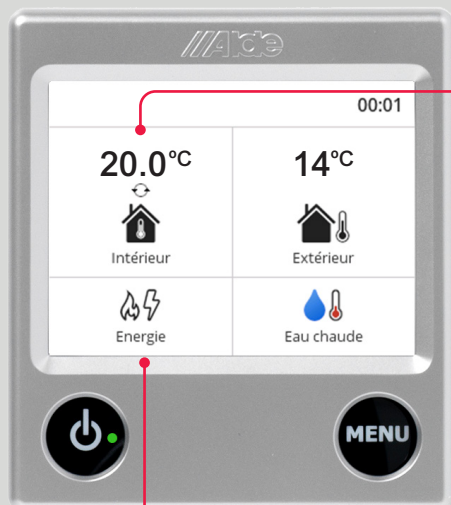 Alde
00:01
20.0°C
14°C
Intérieur
Extérieur
Energie
Eau chaude
MENU